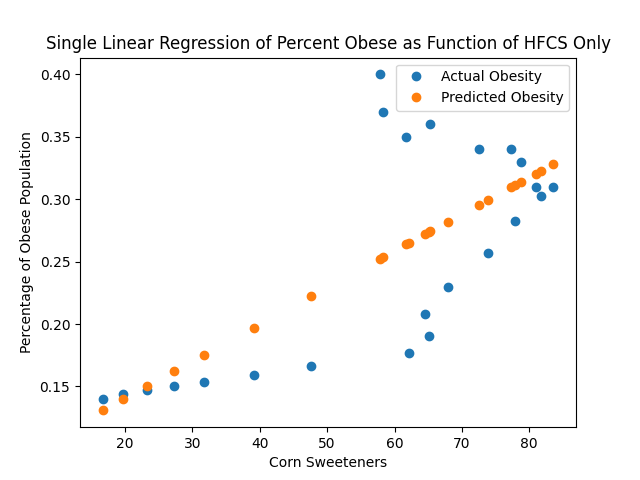 Single Linear Regression of Percent Obese as Function of HFCS Only
Actual Obesity
Predicted Obesity
Percentage of Obese Population
0.40
0.35
0.30
0.25
0.20
0.15
20 30 40 50 60 70 80
Corn Sweeteners